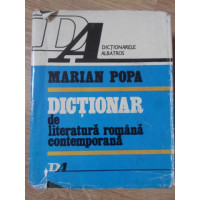 DA
DICȚIONARELE
ALBATROS
MARIAN POPA
DICȚIONAR
de
literatură română
contemporană
DA